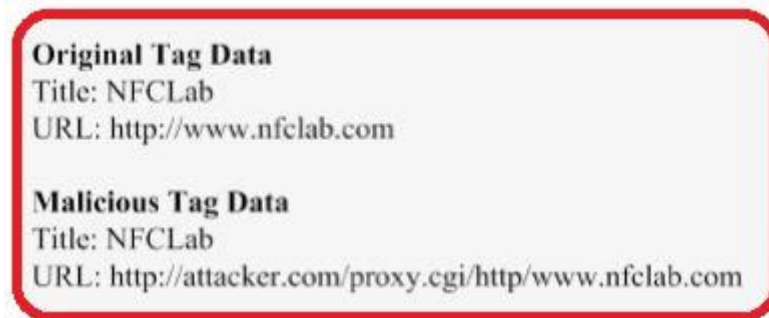 Original Tag Data
Title: NFCLab
URL: http://www.nfclab.com
Malicious Tag Data
Title: NFCLab
URL: http://attacker.com/proxy.cgi/http/www.nfclab.com